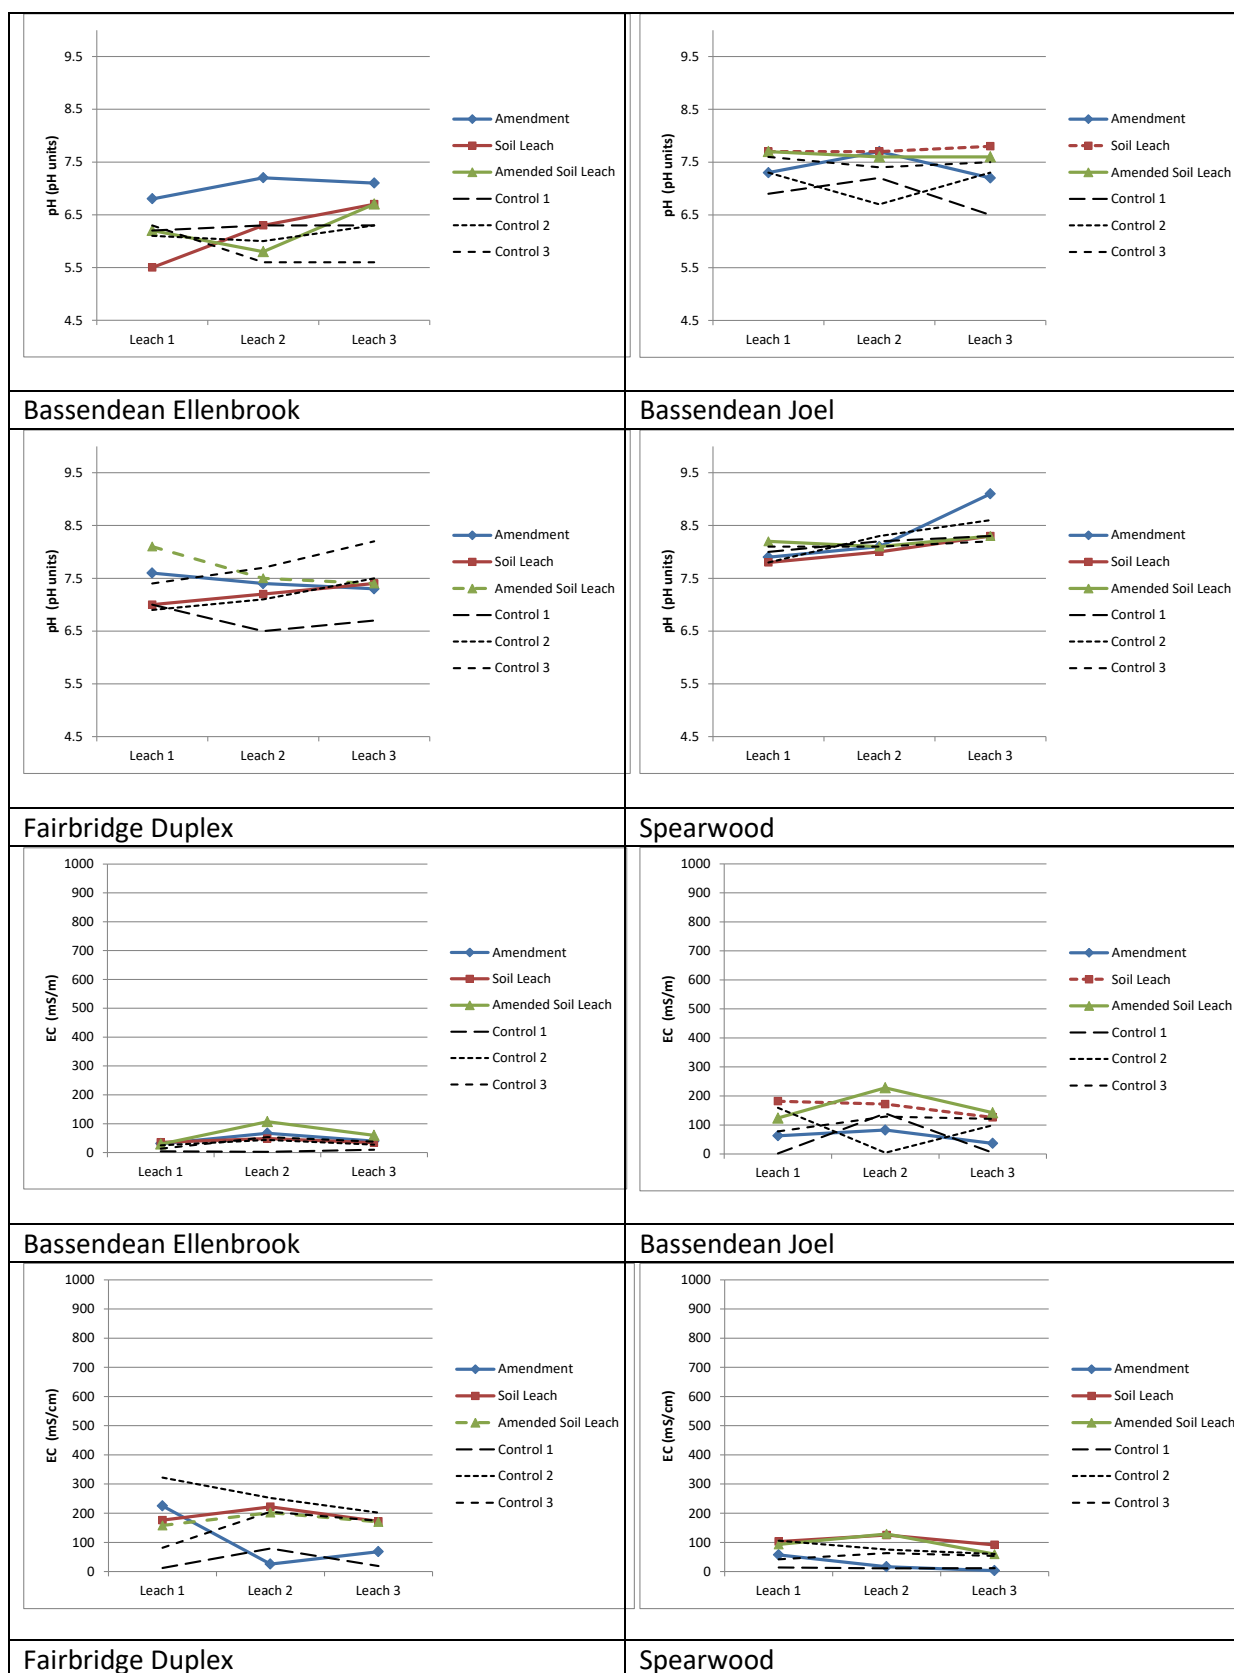 9.5
8.5
7.5
6.5
5.5
4.5
pH (pH units)
Leach 1 Leach 2 Leach 3
Amendment
Soil Leach
Amended Soil Leach
Control 1
Control 2
Control 3
9.5
8.5
7.5
6.5
5.5
4.5
pH (pH units)
Leach 1 Leach 2 Leach 3
Amendment
Soil Leach
Amended Soil Leach
Control 1
Control 2
Control 3
Bassendean Ellenbrook
Bassendean Joel
9.5
8.5
7.5
6.5
5.5
4.5
pH (pH units)
Leach 1 Leach 2 Leach 3
Amendment
Soil Leach
Amended Soil Leach
Control 1
Control 2
Control 3
9.5
8.5
7.5
6.5
5.5
4.5
pH (pH units)
Leach 1 Leach 2 Leach 3
Amendment
Soil Leach
Amended Soil Leach
Control 1
Control 2
Control 3
Fairbridge Duplex
Spearwood
1000
900
800
700
600
500
400
300
200
100
0
EC (mS/m)
Leach 1 Leach 2 Leach 3
Amendment
Soil Leach
Amended Soil Leach
Control 1
Control 2
Control 3
1000
900
800
700
600
500
400
300
200
100
0
EC (mS/m)
Leach 1 Leach 2 Leach 3
Amendment
Soil Leach
Amended Soil Leach
Control 1
Control 2
Control 3
Bassendean Ellenbrook
Bassendean Joel
1000
900
800
700
600
500
400
300
200
100
0
EC (mS/cm)
Leach 1 Leach 2 Leach 3
Amendment
Soil Leach
Amended Soil Leach
Control 1
Control 2
Control 3
1000
900
800
700
600
500
400
300
200
100
0
EC (mS/cm)
Leach 1 Leach 2 Leach 3
Amendment
Soil Leach
Amended Soil Leach
Control 1
Control 2
Control 3
Fairbridge Duplex
Spearwood